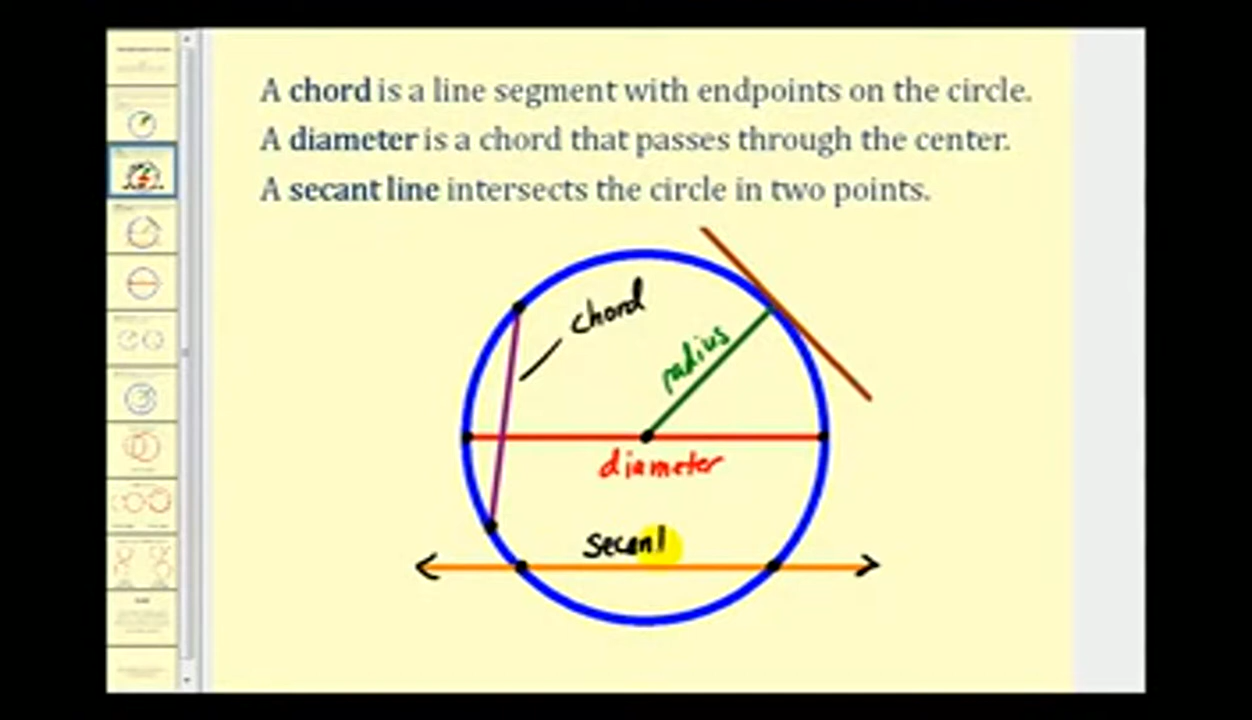 A chord is a line segment with endpoints on the circle.
A diameter is a chord that passes through the center.
A secant line intersects the circle in two points.
chord
radius
diameter
secan